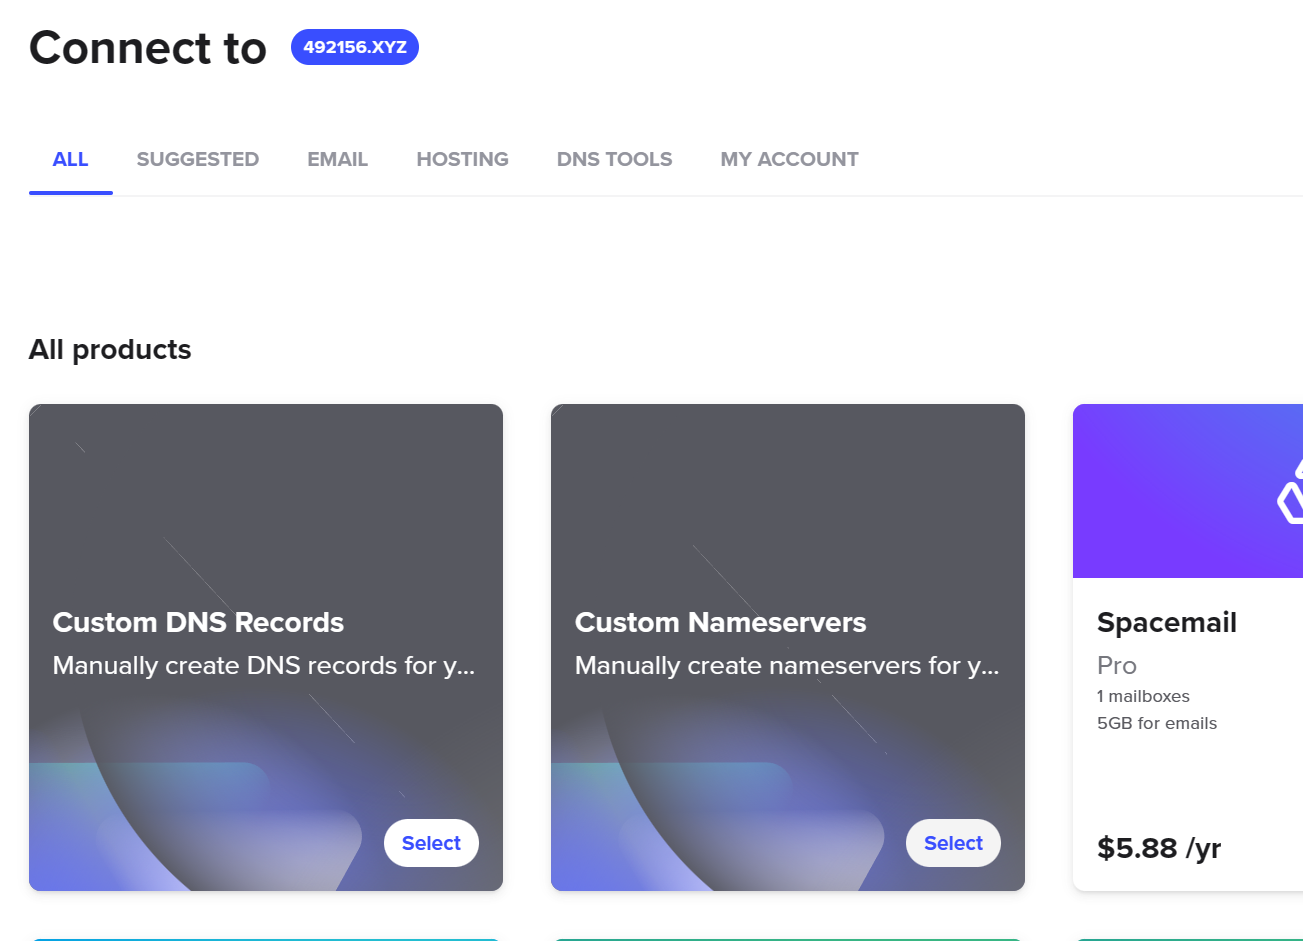 Connect to 492156.XYZ
ALL SUGGESTED EMAIL HOSTING DNS TOOLS MY ACCOUNT
All products
Custom DNS Records
Manually create DNS records for y...
Select
Custom Nameservers
Manually create nameservers for y...
Select
Spacemail
Pro
1 mailboxes
5GB for emails
$5.88 /yr